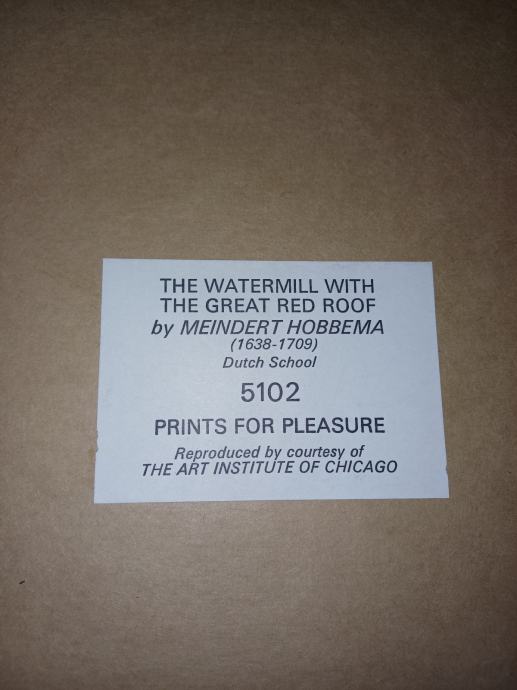 THE WATERMILL WITH
THE GREAT RED ROOF
by MEINDERT HOBBEMA
(1638-1709)
Dutch School
5102
PRINTS FOR PLEASURE
Reproduced by courtesy of
THE ART INSTITUTE OF CHICAGO